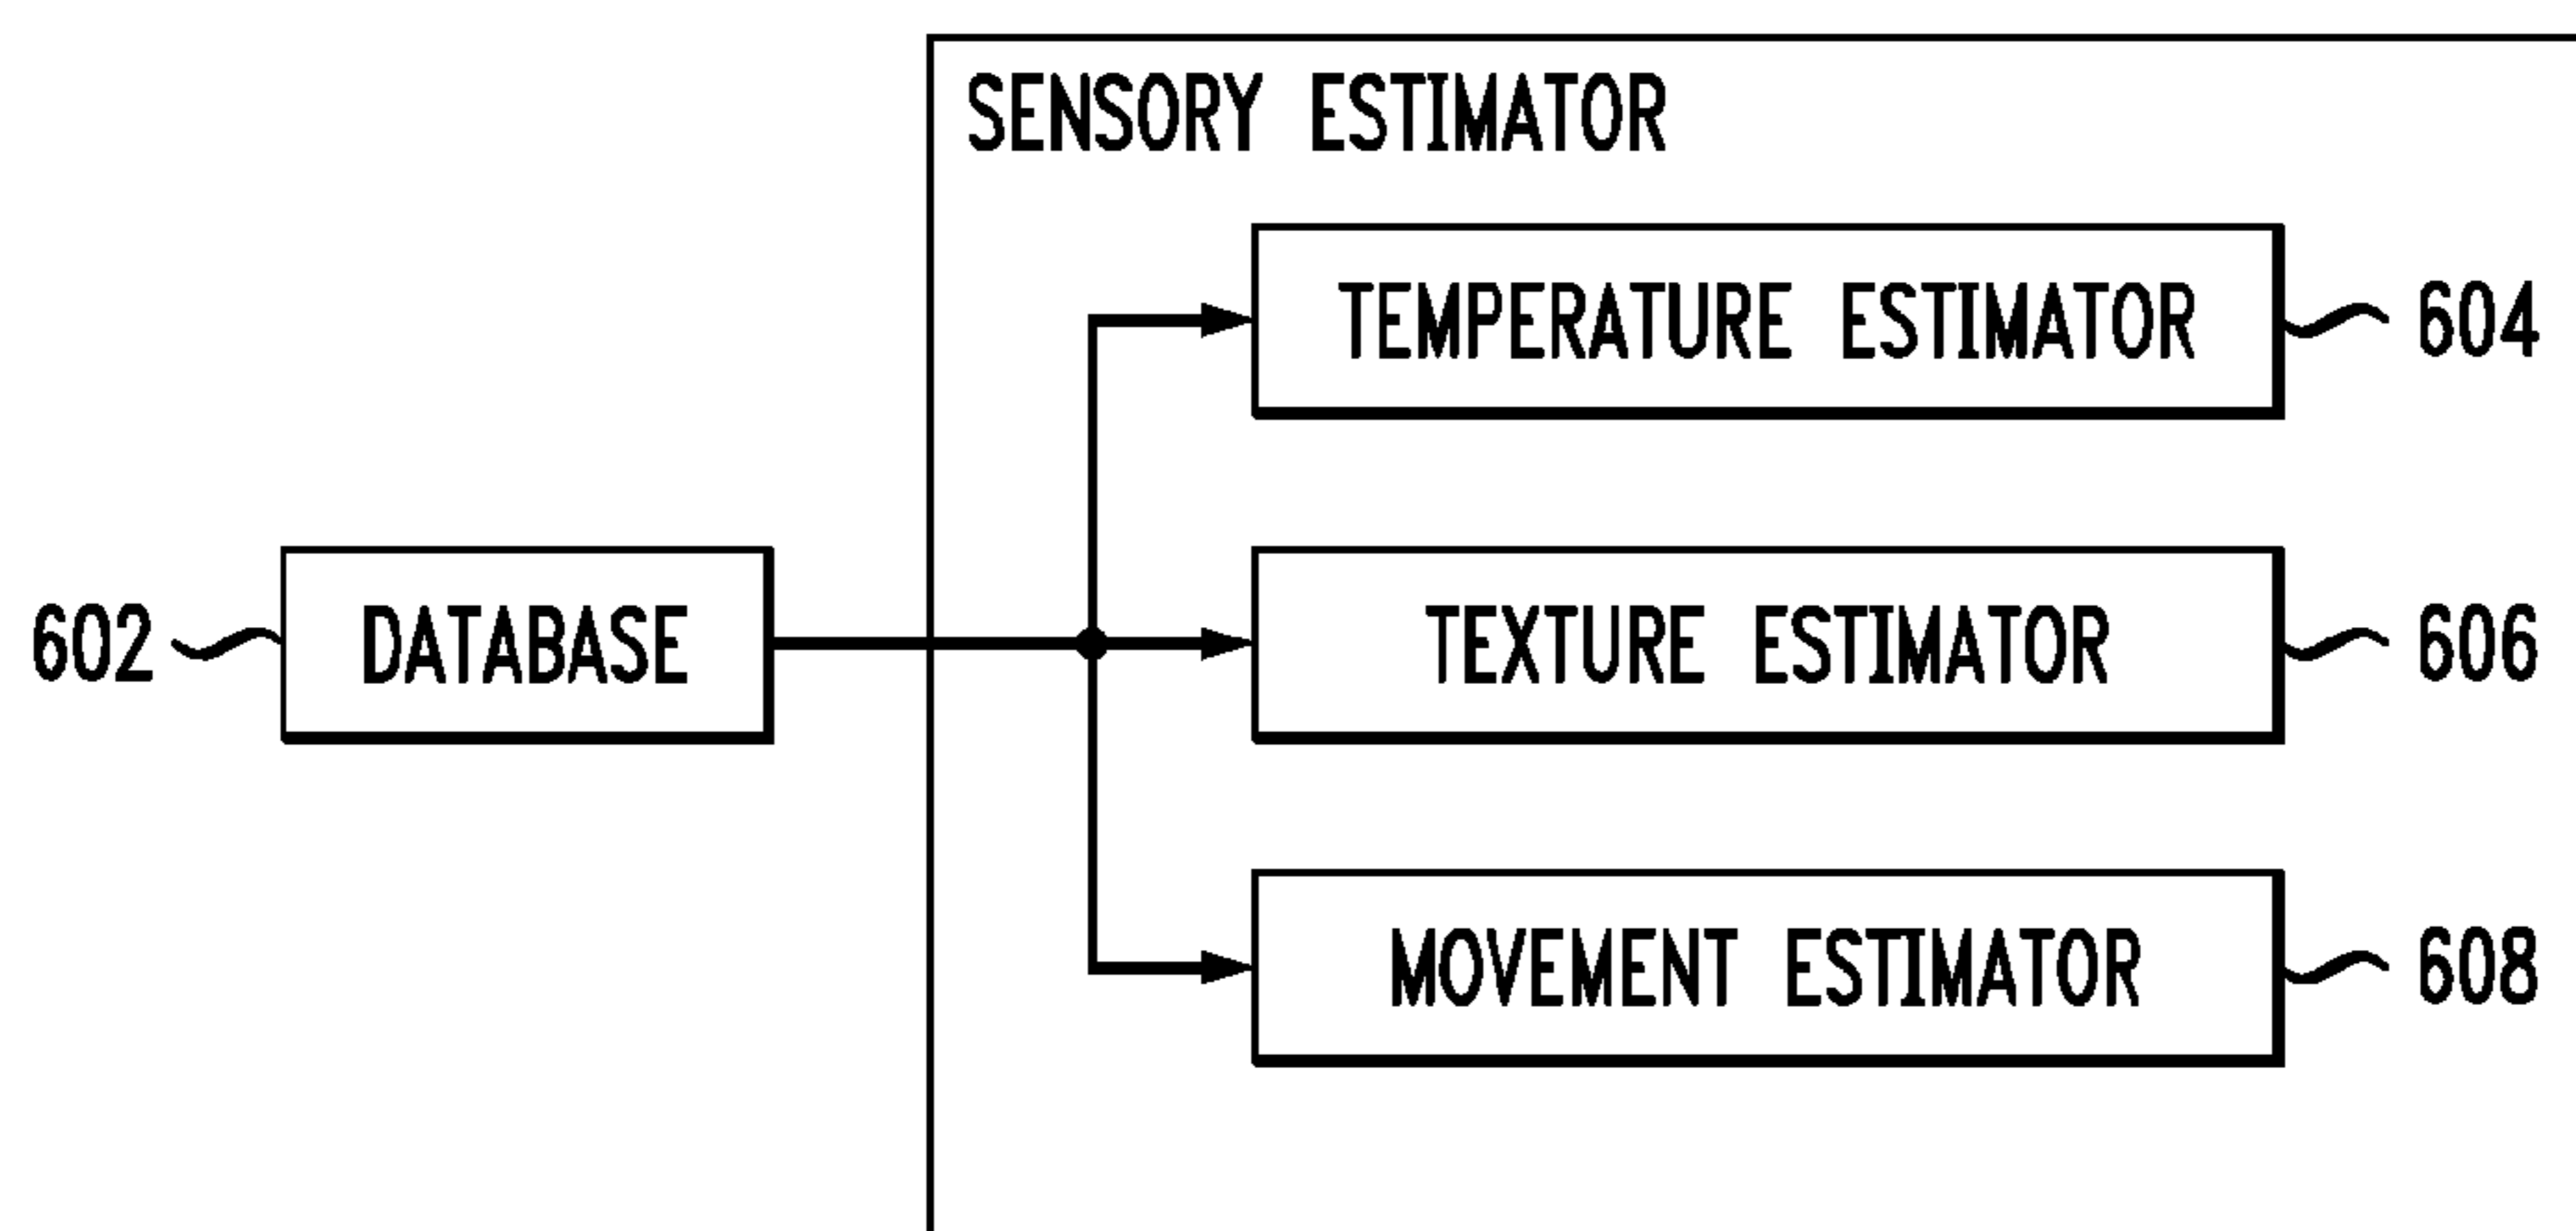 SENSORY ESTIMATOR
TEMPERATURE ESTIMATOR
604
602
DATABASE
TEXTURE ESTIMATOR
606
MOVEMENT ESTIMATOR
608